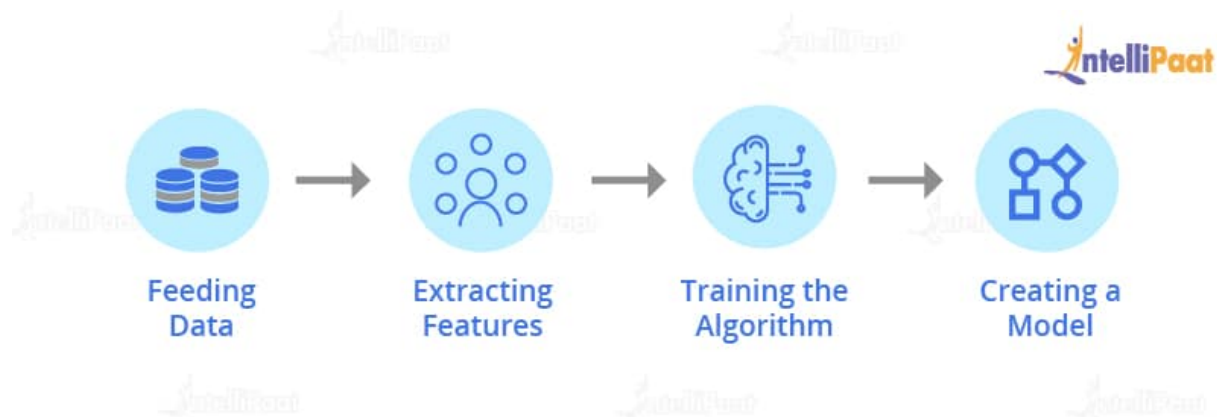 IntelliPaat
Feeding
Data
Extracting
Features
Training the
Algorithm
Creating a
Model